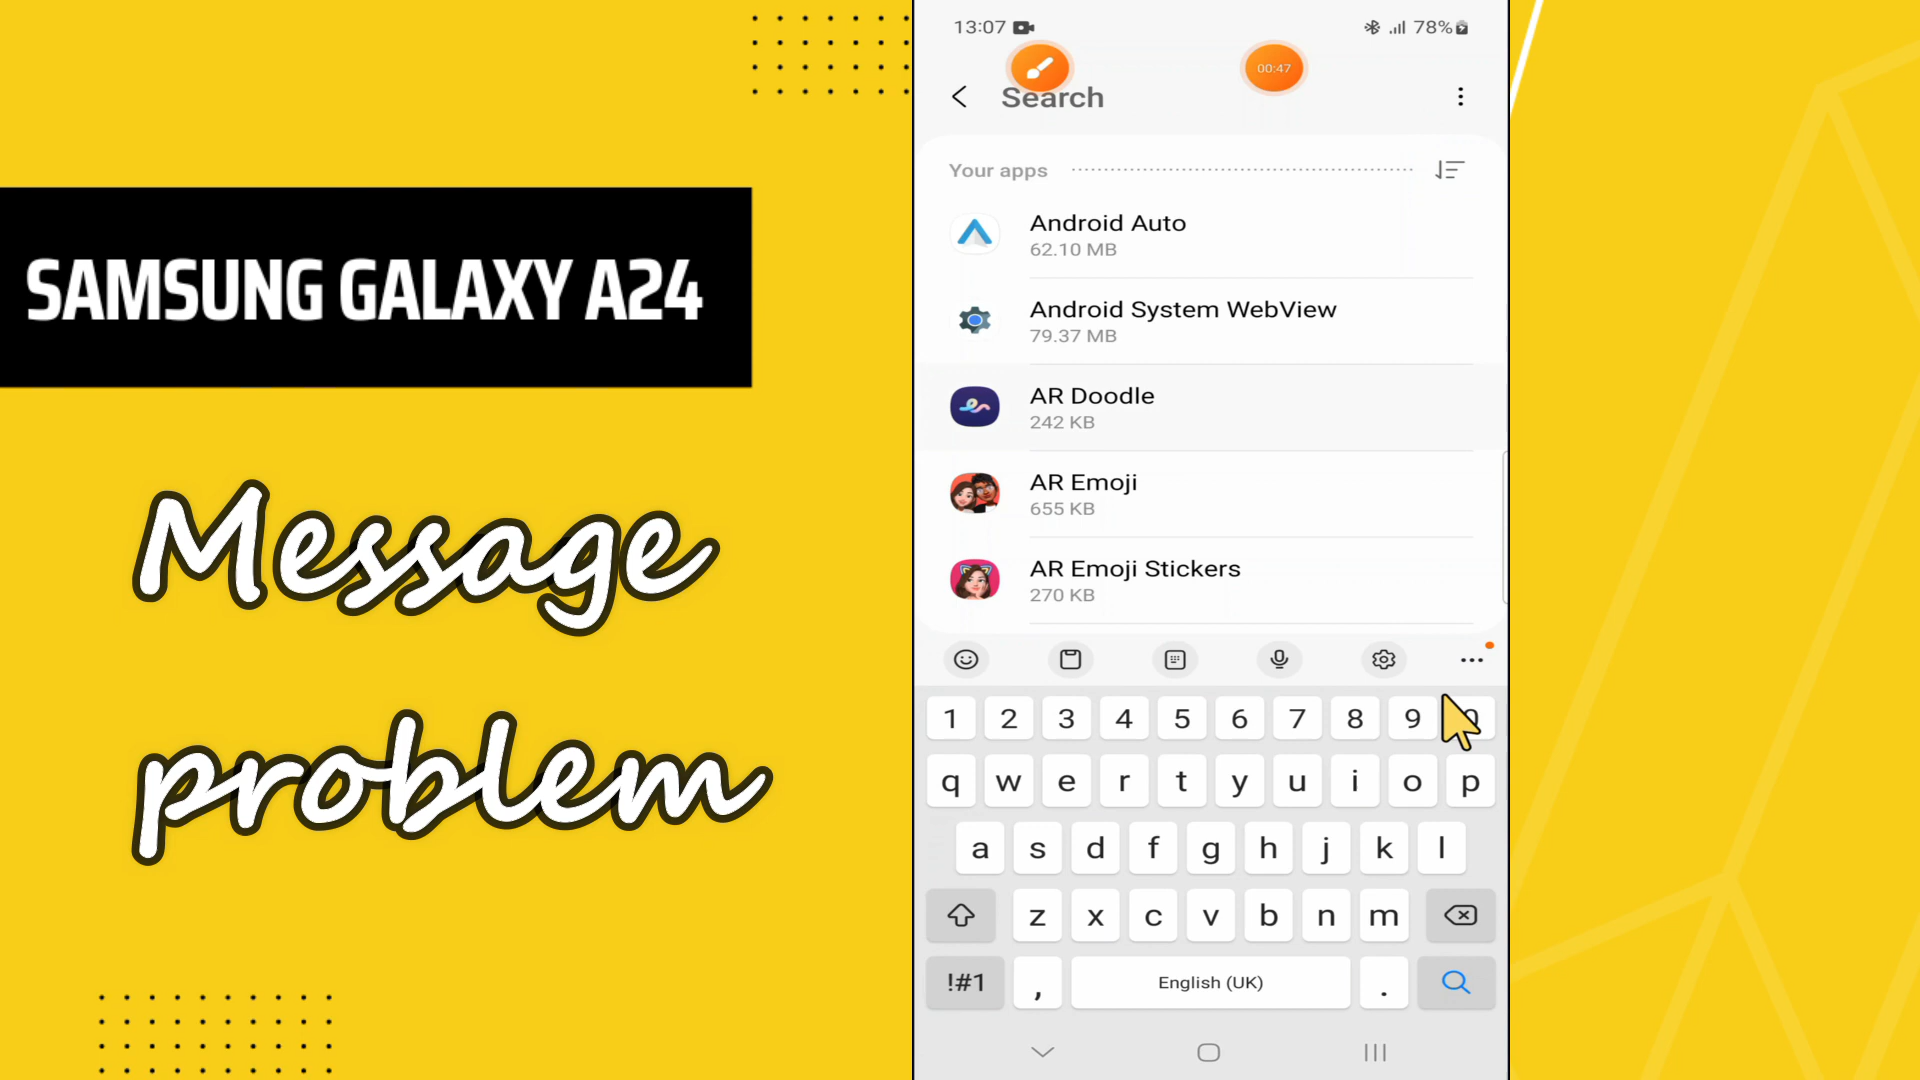 SAMSUNG GALAXY A24
Message
problem
13:07
78%
00:47
Search
Your apps
Android Auto
62.10 MB
Android System WebView
79.37 MB
AR Doodle
242 KB
AR Emoji
655 KB
AR Emoji Stickers
270 KB
1 2 3 4 5 6 7 8 9
q w e r t y u i o p
a s d f g h j k l
z x c v b n m
!#1 , English (UK) .